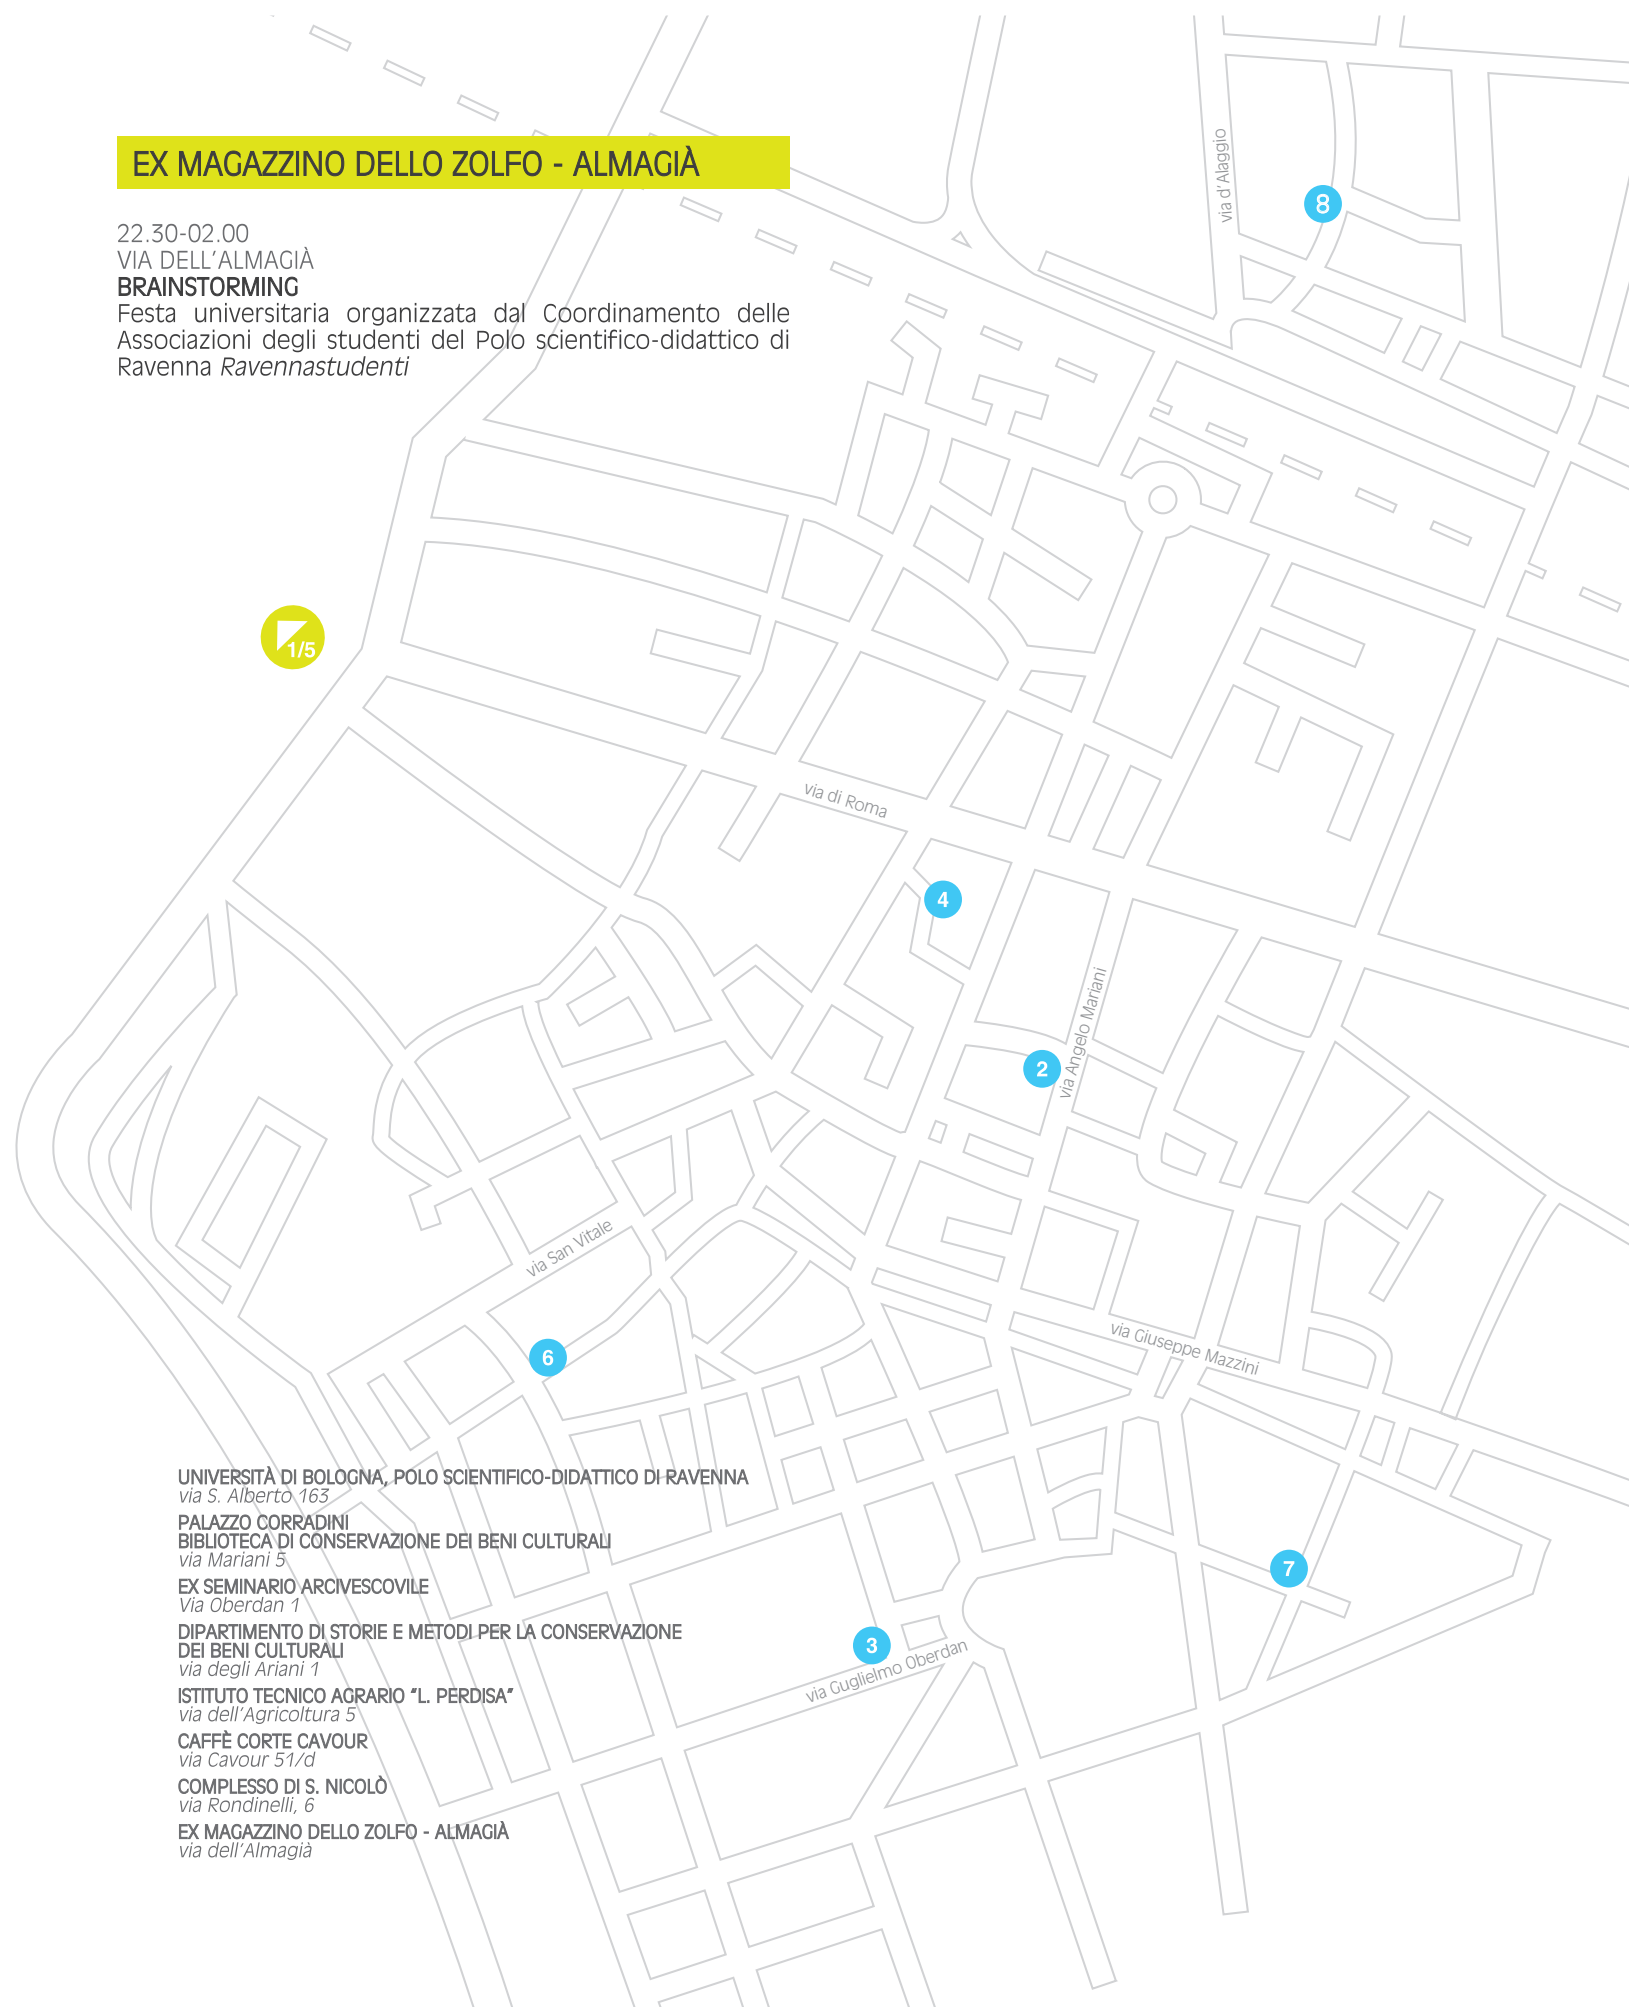 EX MAGAZZINO DELLO ZOLFO - ALMAGIÀ
22.30-02.00
VIA DELL'ALMAGIÀ
BRAINSTORMING
Festa universitaria organizzata dal Coordinamento delle
Associazioni degli studenti del Polo scientifico-didattico di
Ravenna Ravennastudenti
via d'Alaggio
8
1/5
via di Roma
4
via Angelo Mariani
2
via San Vitale
6
via Giuseppe Mazzini
7
3
via Guglielmo Oberdan
UNIVERSITÀ DI BOLOGNA, POLO SCIENTIFICO-DIDATTICO DI RAVENNA
via S. Alberto 163
PALAZZO CORRADINI
BIBLIOTECA DI CONSERVAZIONE DEI BENI CULTURALI
via Mariani 5
EX SEMINARIO ARCIVESCOVILE
Via Oberdan 1
DIPARTIMENTO DI STORIE E METODI PER LA CONSERVAZIONE
DEI BENI CULTURALI
via degli Ariani 1
ISTITUTO TECNICO AGRARIO “L. PERDISA”
via dell'Agricoltura 5
CAFFÈ CORTE CAVOUR
via Cavour 51/d
COMPLESSO DI S. NICOLÒ
via Rondinelli, 6
EX MAGAZZINO DELLO ZOLFO - ALMAGIÀ
via dell'Almagià